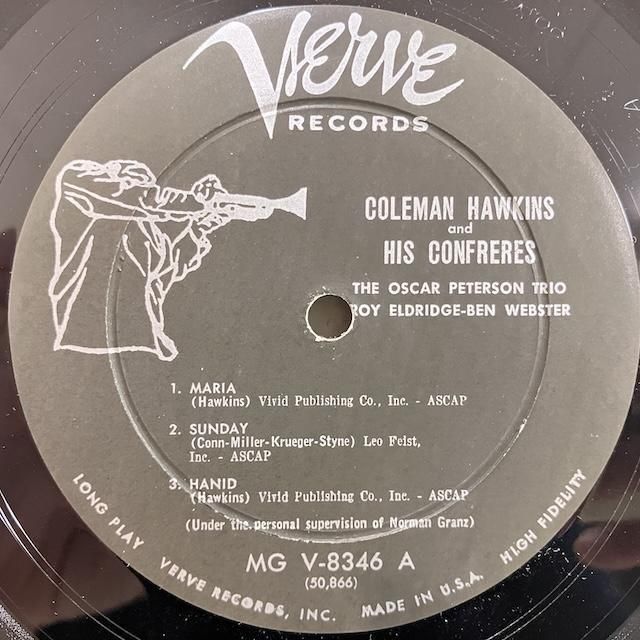 Verve
RECORDS
COLEMAN HAWKINS
and
HIS CONFRERES
THE OSCAR PETERSON TRIO
ROY ELDRIDGE-BEN WEBSTER
1. MARIA
(Hawkins) Vivid Publishing Co., Inc. - ASCAP
2. SUNDAY
(Conn-Miller-Krueger-Styne) Leo Feist,
Inc. - ASCAP
3. HANID
(Hawkins) Vivid Publishing Co., Inc. - ASCAP
(Under the personal supervision of Norman Granz)
MG V-8346 A
(50,866)
LONG PLAY
HIGH FIDELITY
VERVE RECORDS, INC.
MADE IN U.S.A.